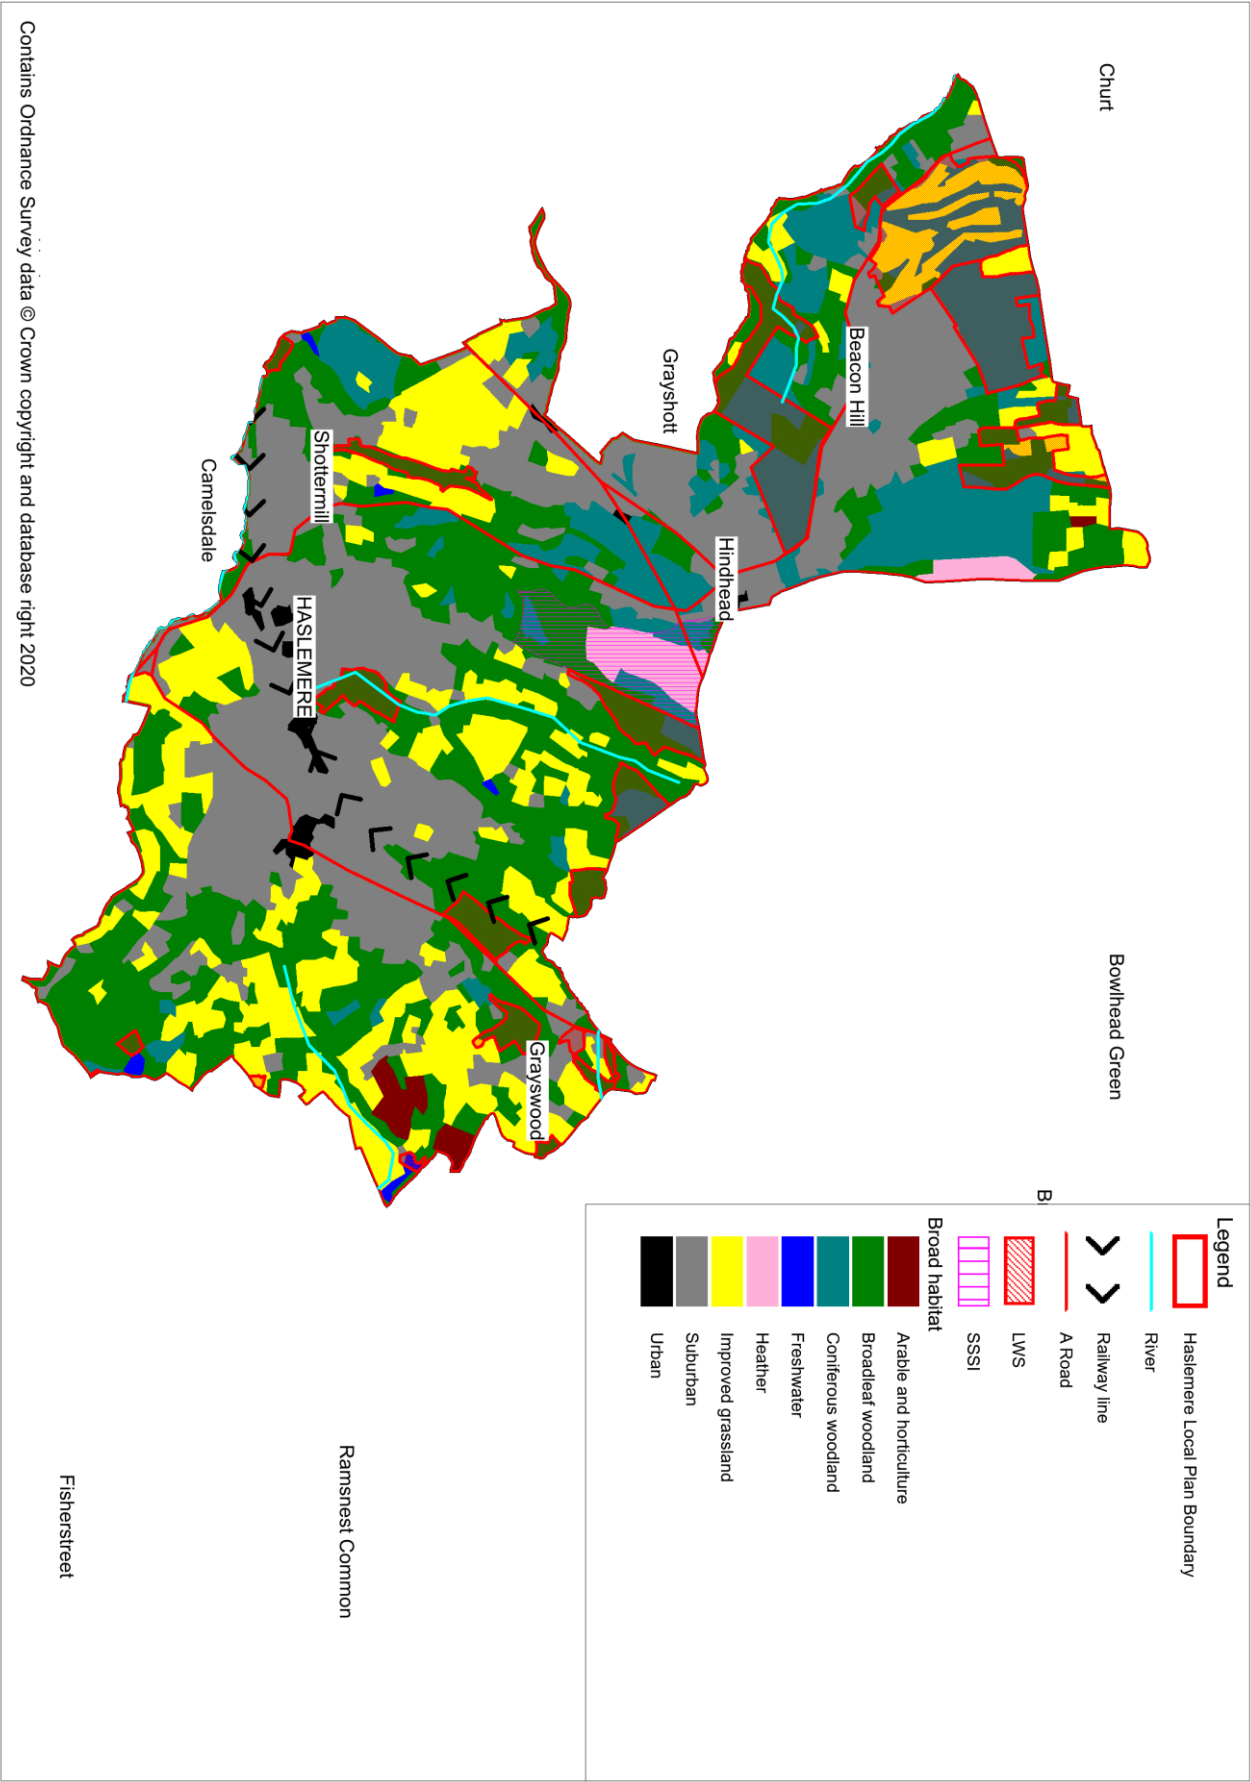 Churt
Bowlhead Green
Beacon Hill
Grayshott
Hindhead
Grayswood
Shottermill
Camelsdale
HASLEMERE
Ramsnest Common
Fisherstreet
Legend
Haslemere Local Plan Boundary
River
Railway line
A Road
LWS
SSSI
Broad habitat
Arable and horticulture
Broadleaf woodland
Coniferous woodland
Freshwater
Heather
Improved grassland
Suburban
Urban
Contains Ordnance Survey data © Crown copyright and database right 2020